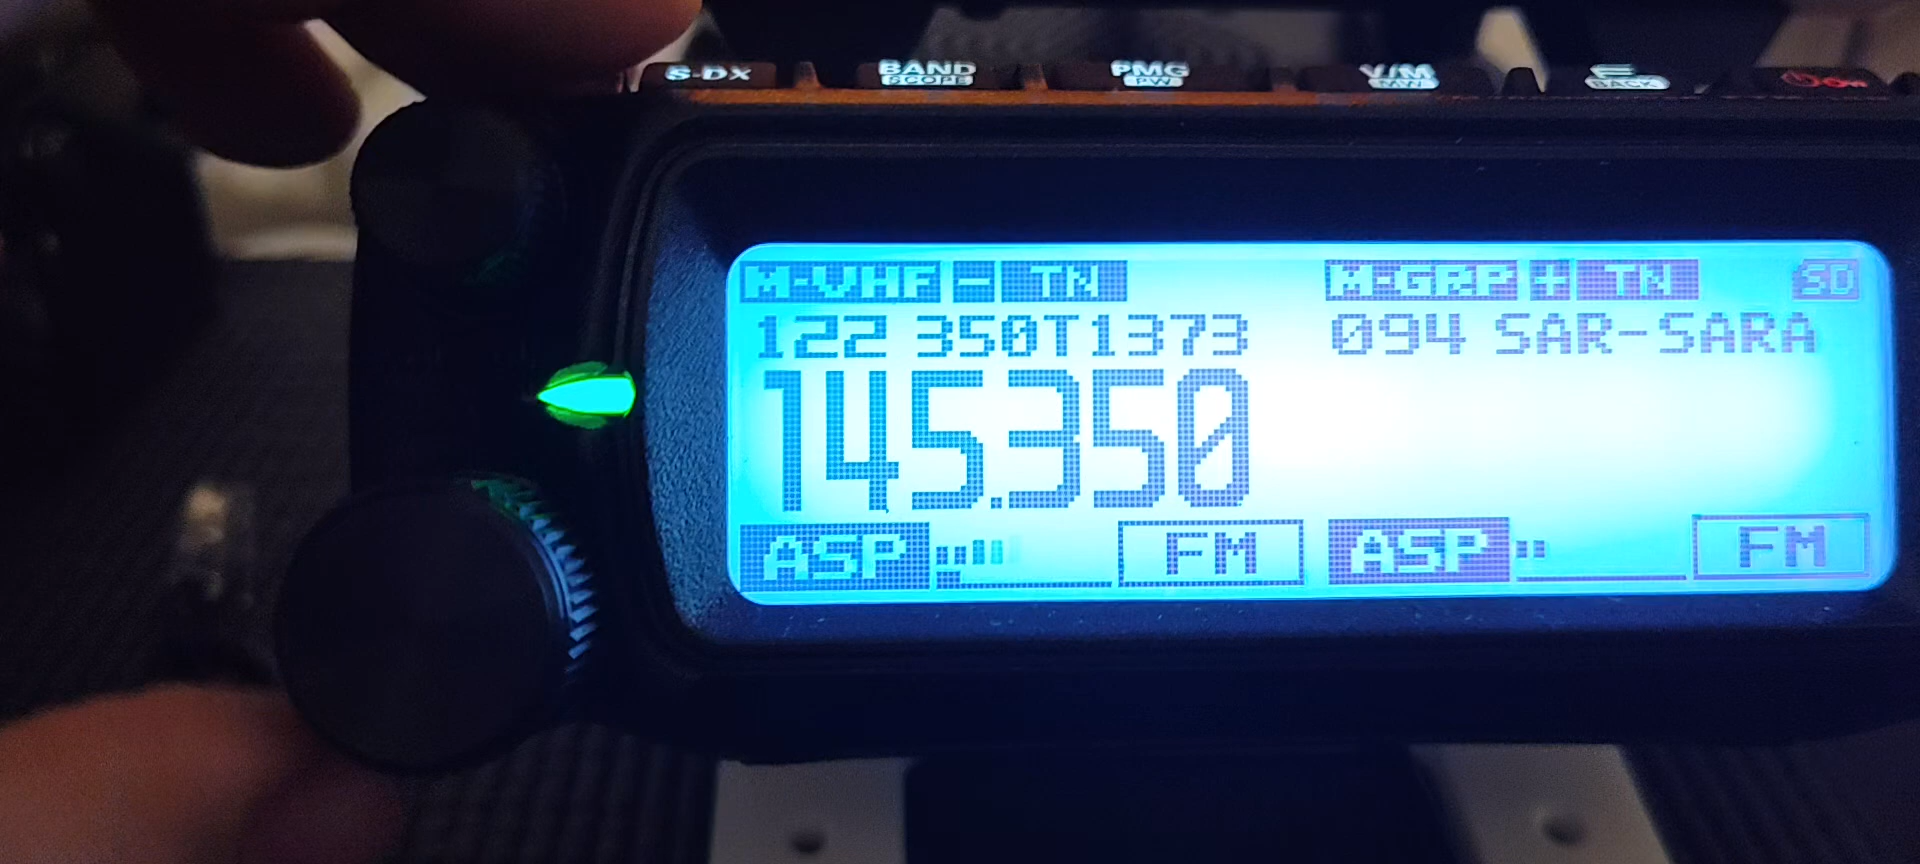 S-DX BAND SCOPE PMG PW V/M MW BACK
M-VHF - TN M-GRP + TN SD
122 350T1373 094 SAR-SARA
145.350
ASP FM ASP FM